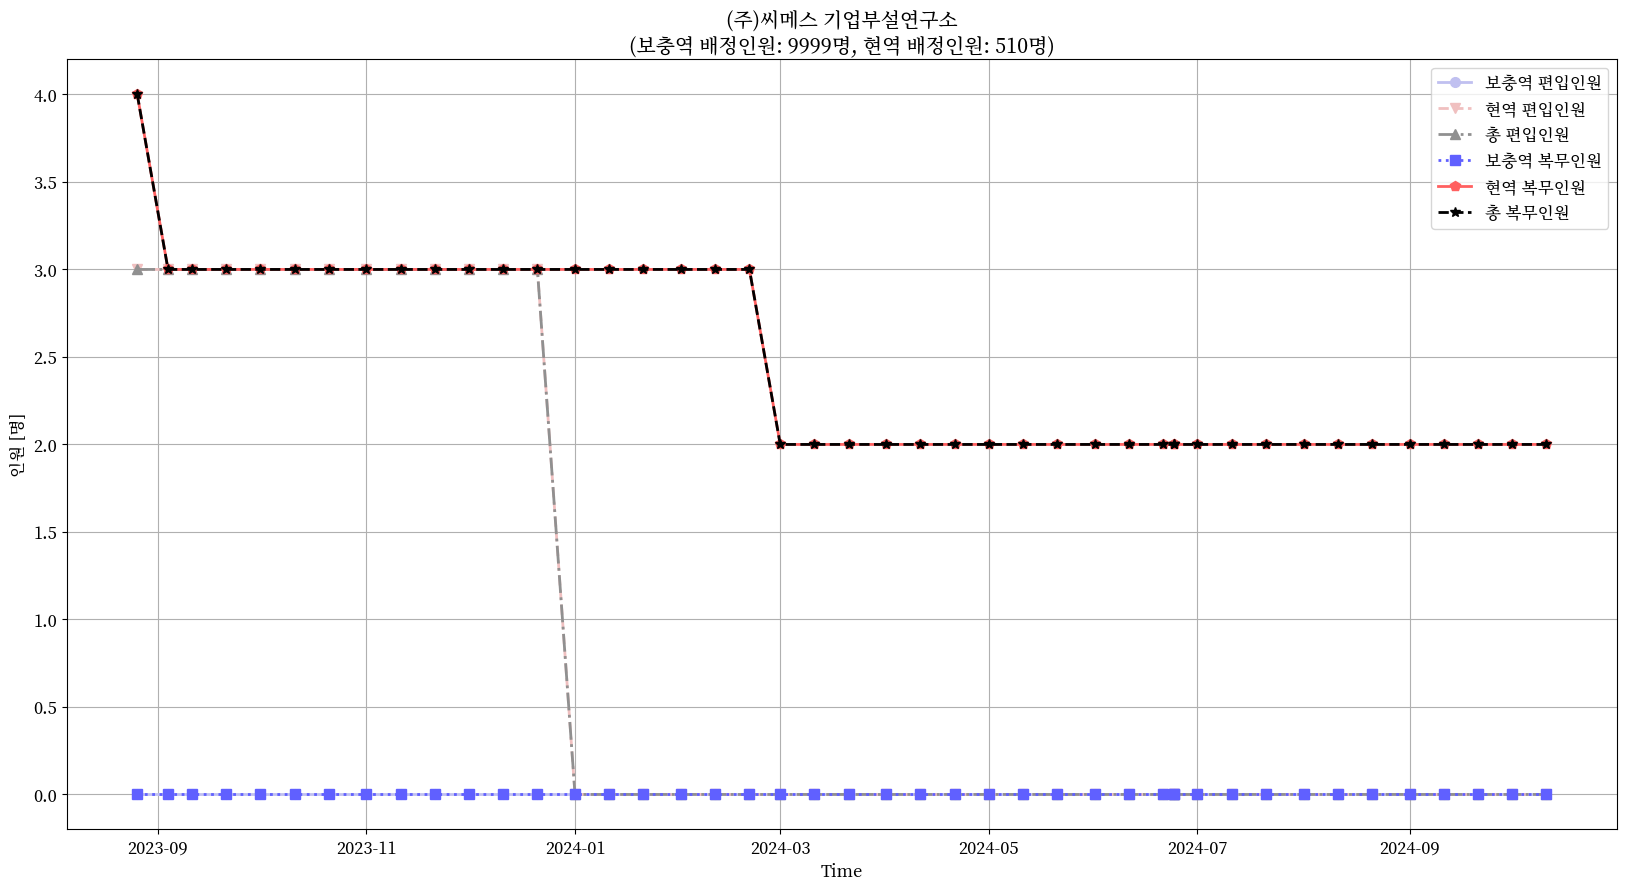 (주)씨메스 기업부설연구소
(보충역 배정인원: 9999명, 현역 배정인원: 510명)
보충역 편입인원
현역 편입인원
총 편입인원
보충역 복무인원
현역 복무인원
총 복무인원
4.0
3.5
3.0
2.5
2.0
1.5
1.0
0.5
0.0
인원 [명]
2023-09 2023-11 2024-01 2024-03 2024-05 2024-07 2024-09
Time